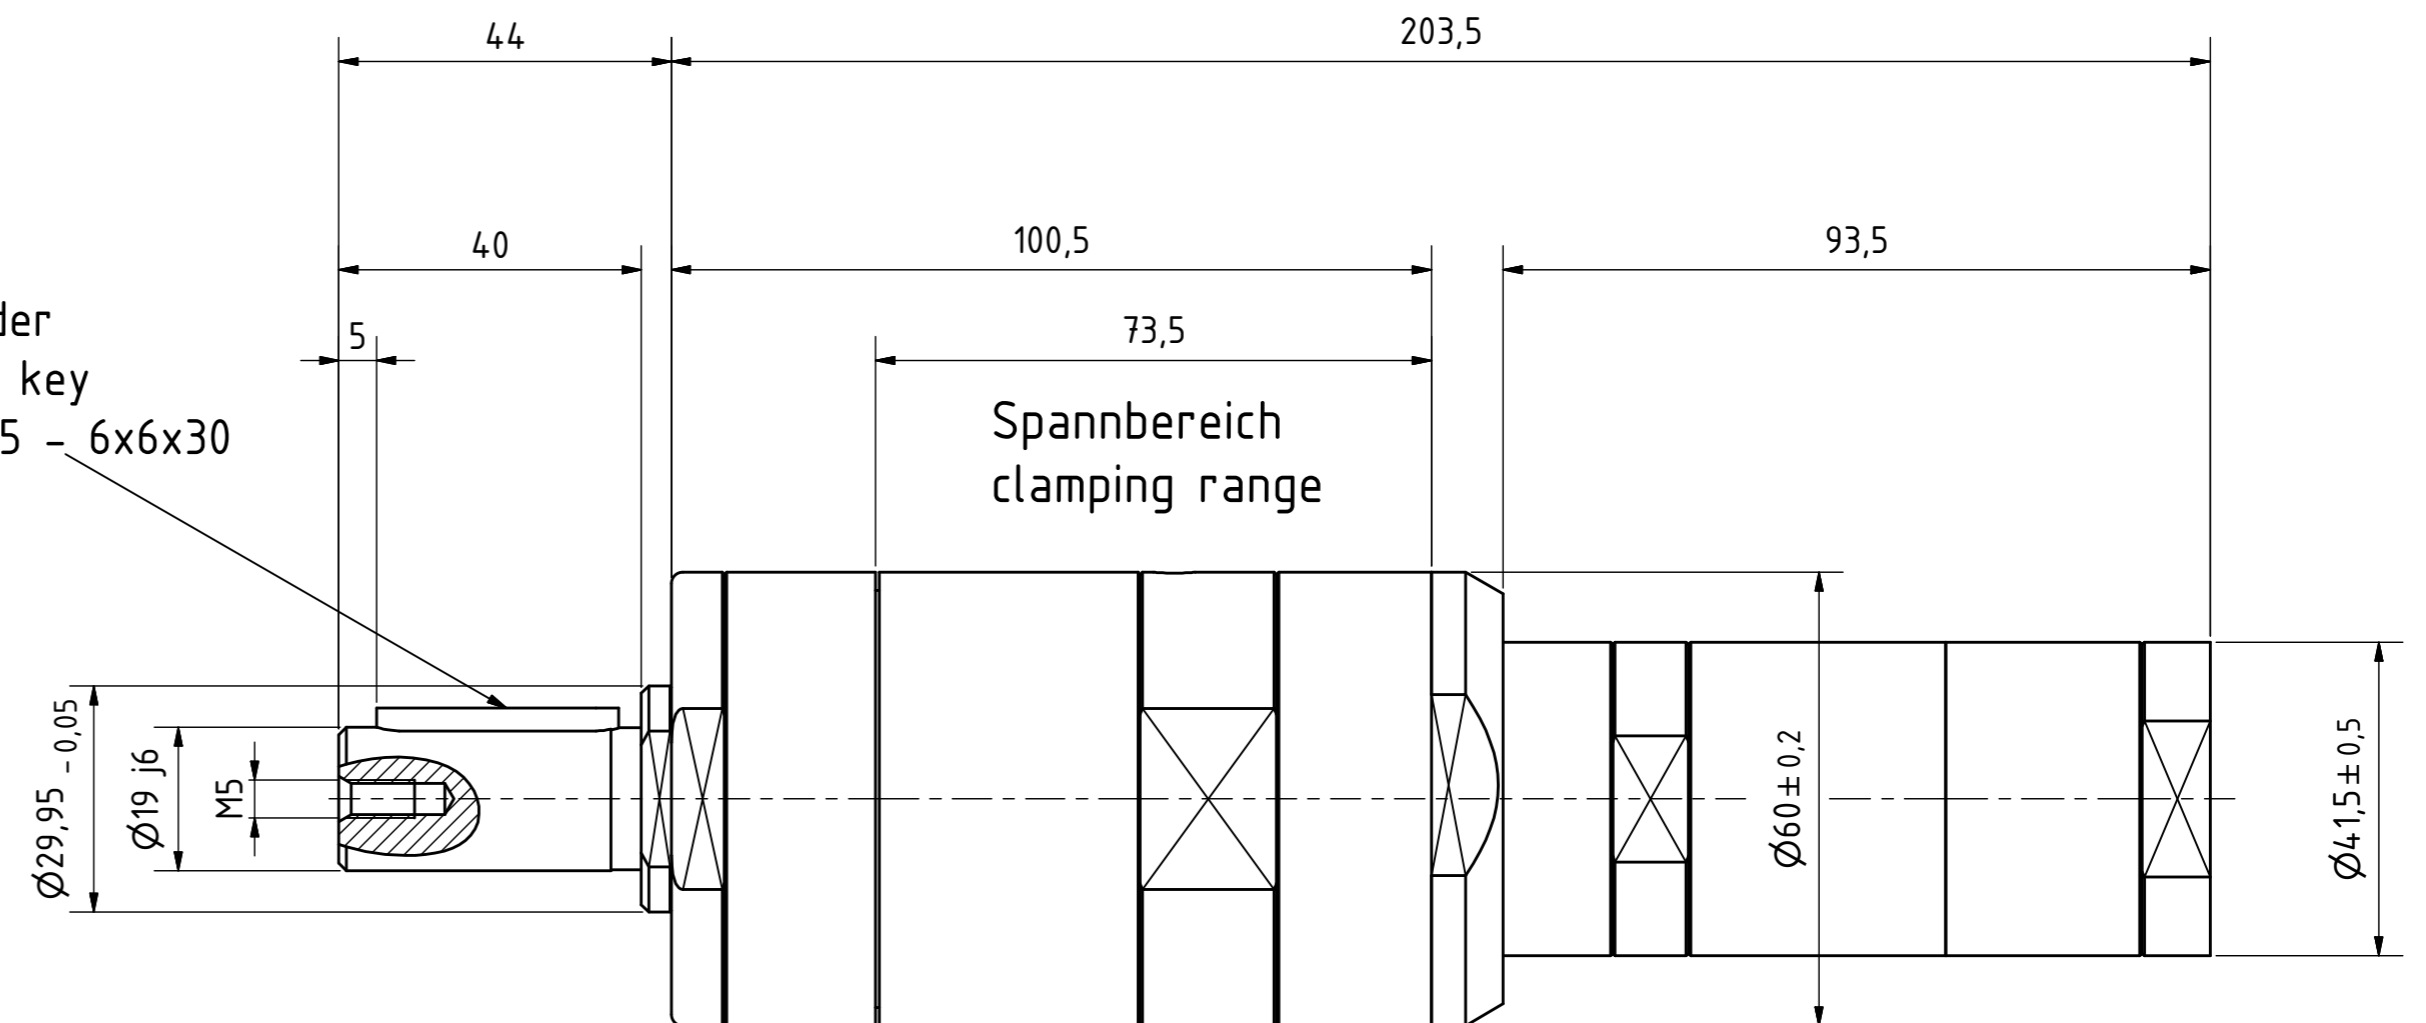 44
203,5
40
100,5
93,5
der
key
5 - 6x6x30
5
73,5
Spannbereich
clamping range
Ø29,95 -0,05
Ø19 j6
M5
Ø60±0,2
Ø41,5±0,5